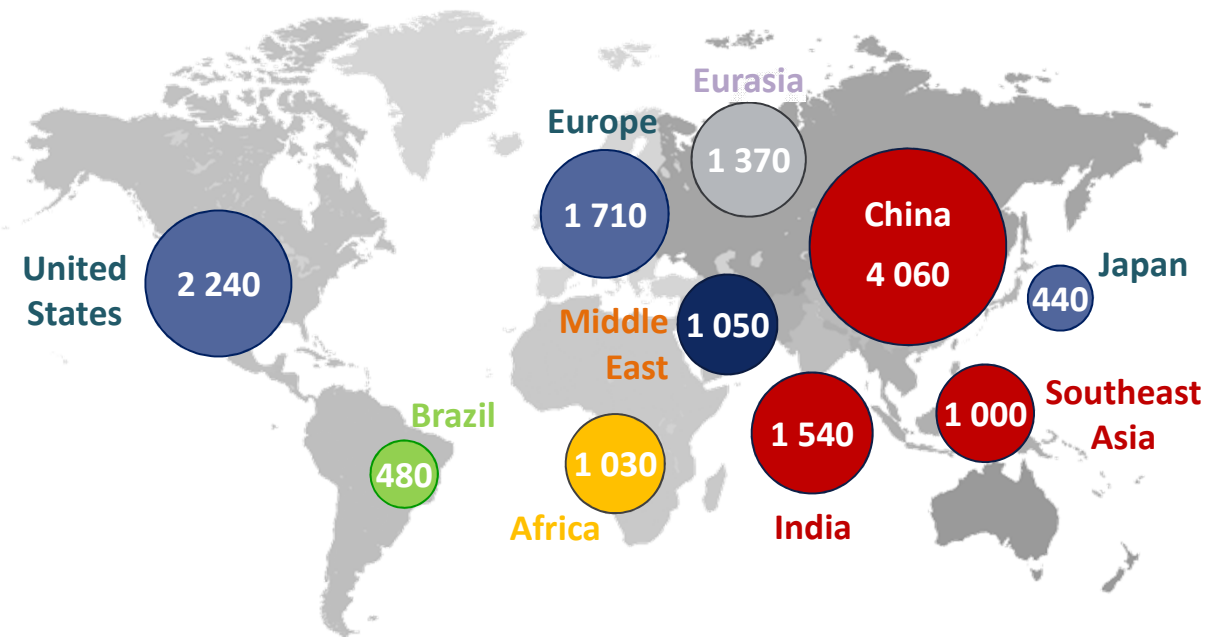 Eurasia
1 370
Europe
1 710
China
4 060
United
States
2 240
Japan
440
Middle
East
1 050
Brazil
480
Southeast
Asia
1 000
1 540
India
1 030
Africa